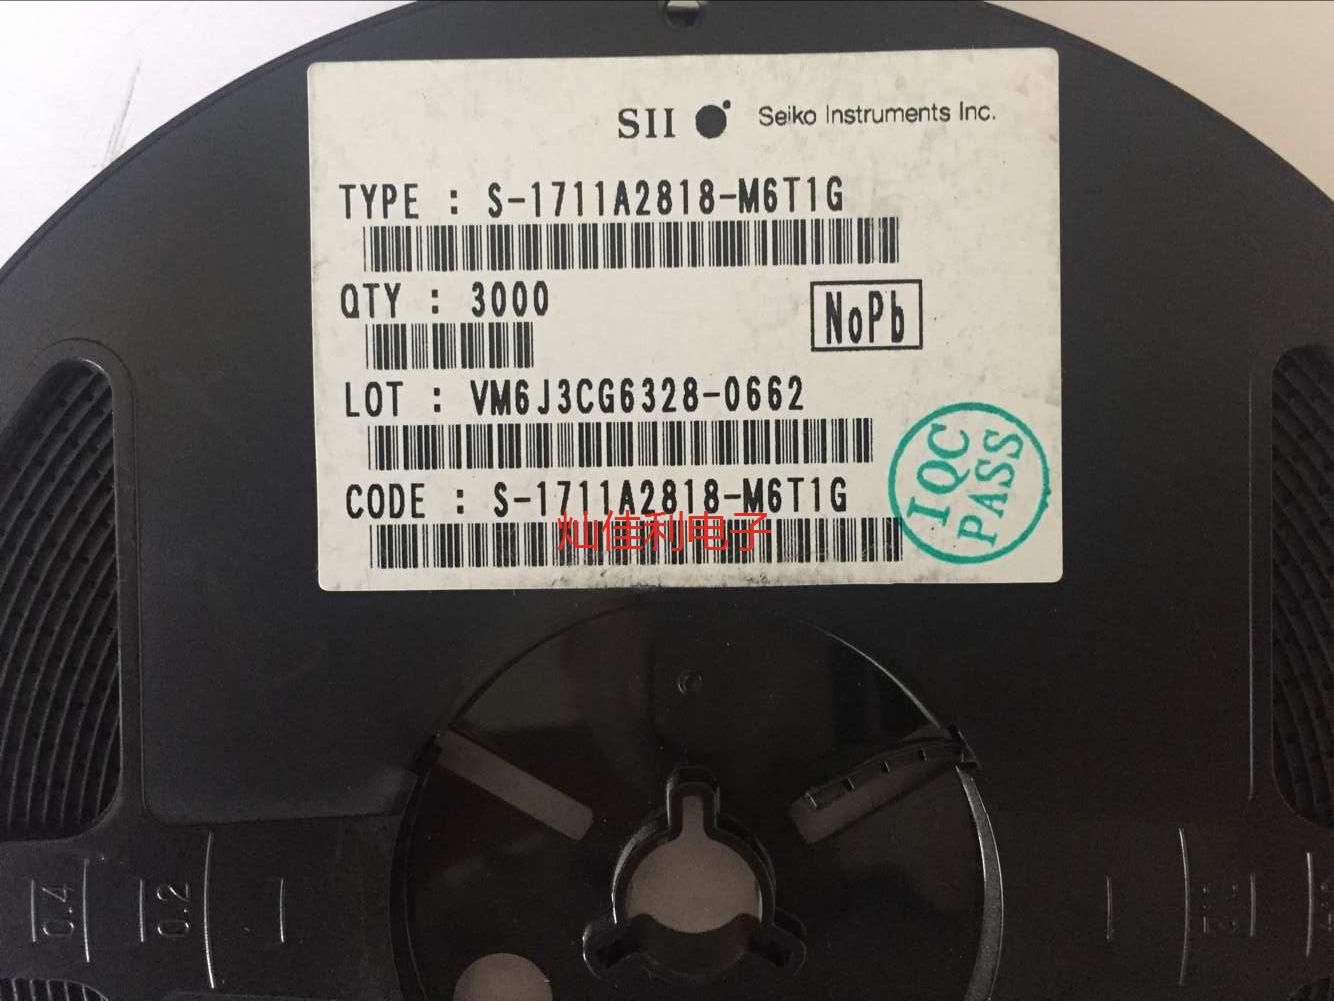 SII Seiko Instruments Inc.
TYPE : S-1711A2818-M6T1G
QTY : 3000
NoPb
LOT : VM6J3CG6328-0662
CODE : S-1711A2818-M6T1G
灿佳利电子
IQC
PASS
0.4
0.2